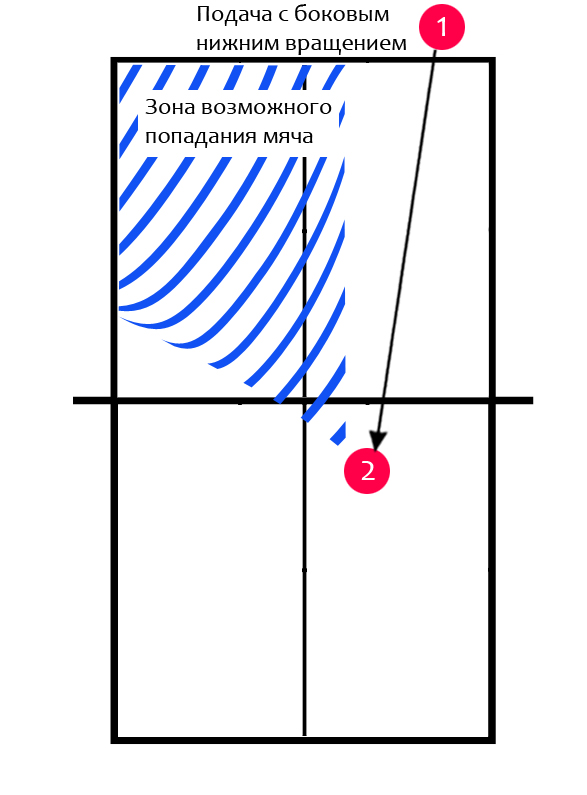 Подача с боковым
нижним вращением
1
Зона возможного
попадания мяча
2